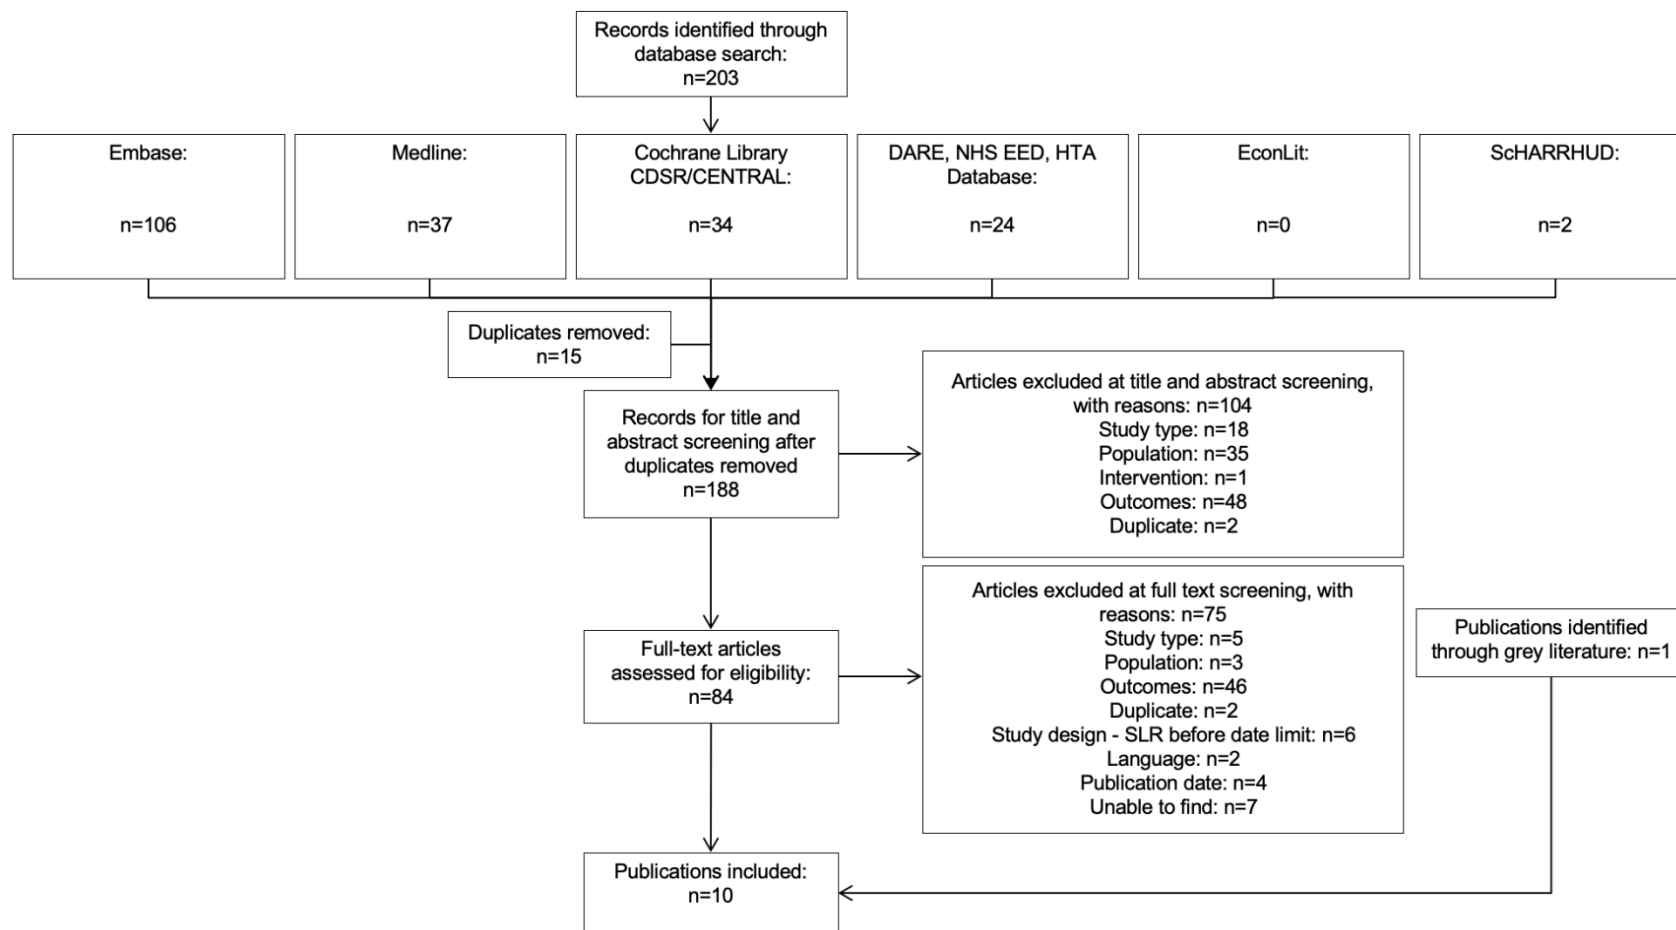 Records identified through
database search:
n=203
Embase:
n=106
Medline:
n=37
Cochrane Library
CDSR/CENTRAL:
n=34
DARE, NHS EED, HTA
Database:
n=24
EconLit:
n=0
ScHARRHUD:
n=2
Duplicates removed:
n=15
Records for title and
abstract screening after
duplicates removed
n=188
Articles excluded at title and abstract screening,
with reasons: n=104
Study type: n=18
Population: n=35
Intervention: n=1
Outcomes: n=48
Duplicate: n=2
Full-text articles
assessed for eligibility:
n=84
Articles excluded at full text screening, with
reasons: n=75
Study type: n=5
Population: n=3
Outcomes: n=46
Duplicate: n=2
Study design - SLR before date limit: n=6
Language: n=2
Publication date: n=4
Unable to find: n=7
Publications identified
through grey literature: n=1
Publications included:
n=10